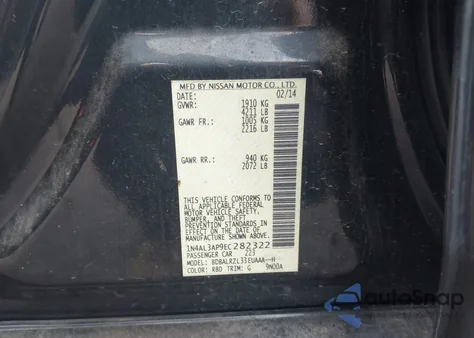 MFD BY NISSAN MOTOR CO., LTD.
DATE: 02/14
GVWR: 1910 KG
4211 LB
GAWR FR.: 1005 KG
2216 LB
GAWR RR.: 940 KG
2072 LB
THIS VEHICLE CONFORMS TO
ALL APPLICABLE FEDERAL
MOTOR VEHICLE SAFETY,
BUMPER, AND THEFT
PREVENTION STANDARDS IN
EFFECT ON THE DATE OF
MANUFACTURE SHOWN ABOVE.
1N4AL3AP9EC282322
PASSENGER CAR 223
MODEL: BDBALRZL33EUAAA--H
COLOR: RBD TRIM: G 9N00A
AutoSnap